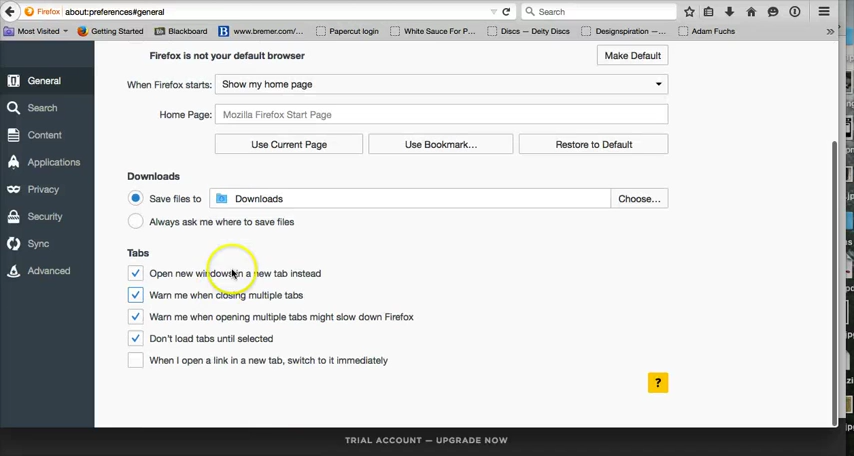 Firefox about:preferences#general Search
Most Visited Getting Started Blackboard www.bremer.com/... Papercut login White Sauce For P... Discs — Deity Discs Designspiration — ... Adam Fuchs »
Firefox is not your default browser Make Default
General When Firefox starts: Show my home page
Search Home Page: Mozilla Firefox Start Page
Content Use Current Page Use Bookmark... Restore to Default
Applications
Downloads
Privacy Save files to Downloads Choose...
Security Always ask me where to save files
Sync
Tabs
Advanced Open new windows in a new tab instead
Warn me when closing multiple tabs
Warn me when opening multiple tabs might slow down Firefox
Don't load tabs until selected
When I open a link in a new tab, switch to it immediately
?
TRIAL ACCOUNT — UPGRADE NOW